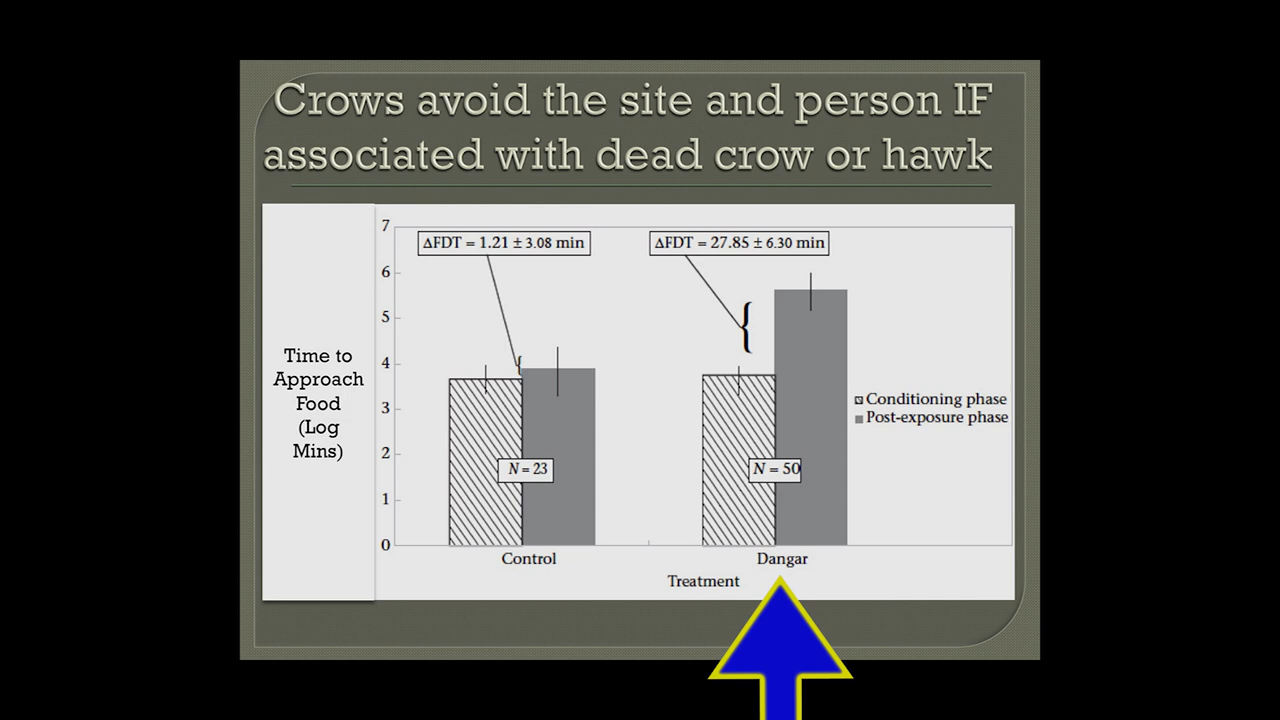 Crows avoid the site and person IF
associated with dead crow or hawk
Time to
Approach
Food
(Log
Mins)
7
6
5
4
3
2
1
0
ΔFDT = 1.21 ± 3.08 min
ΔFDT = 27.85 ± 6.30 min
N = 23
N = 50
Conditioning phase
Post-exposure phase
Control
Dangar
Treatment